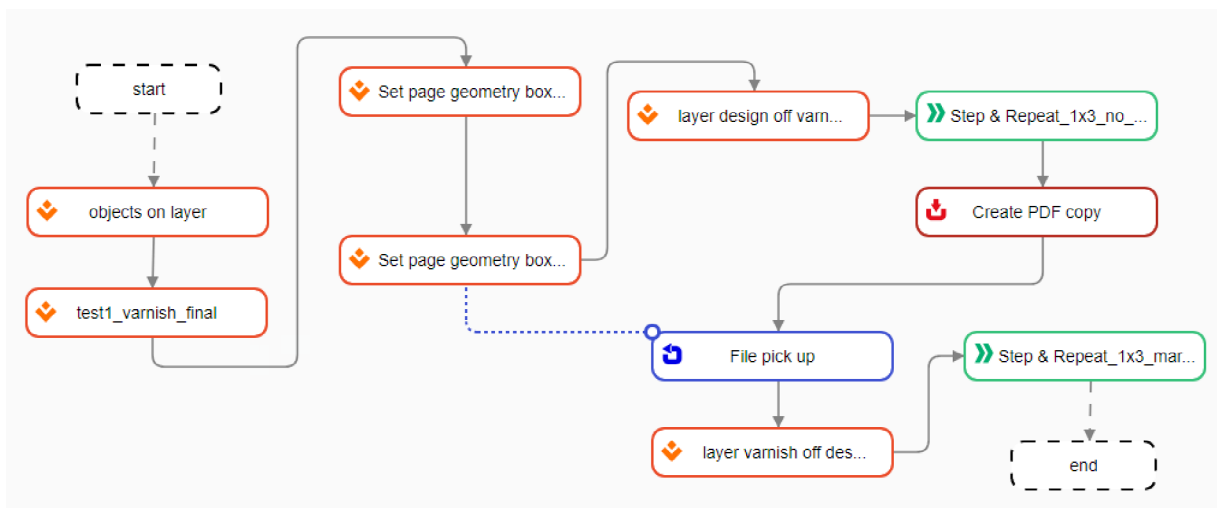 start
objects on layer
test1_varnish_final
Set page geometry box...
Set page geometry box...
layer design off varn...
Step & Repeat_1x3_no_...
Create PDF copy
File pick up
layer varnish off des...
Step & Repeat_1x3_mar...
end